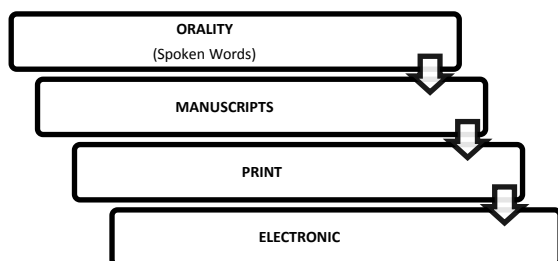 ORALITY
(Spoken Words)
MANUSCRIPTS
PRINT
ELECTRONIC